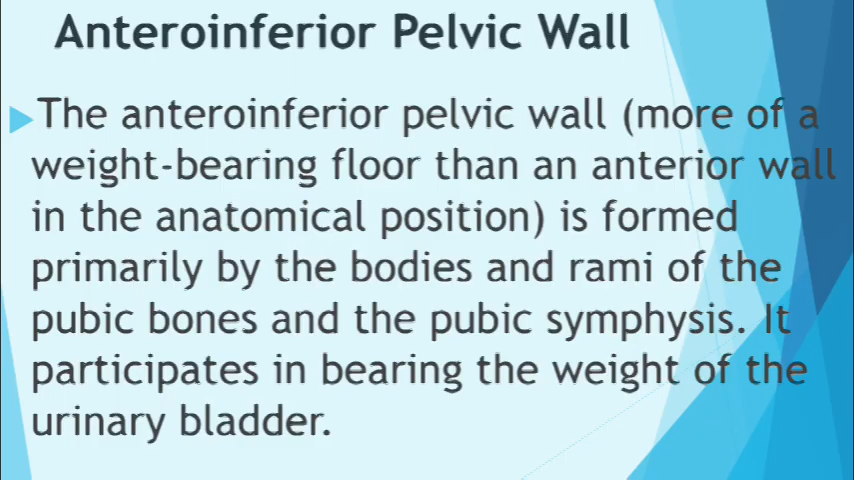 Anteroinferior Pelvic Wall
The anteroinferior pelvic wall (more of a
weight-bearing floor than an anterior wall
in the anatomical position) is formed
primarily by the bodies and rami of the
pubic bones and the pubic symphysis. It
participates in bearing the weight of the
urinary bladder.